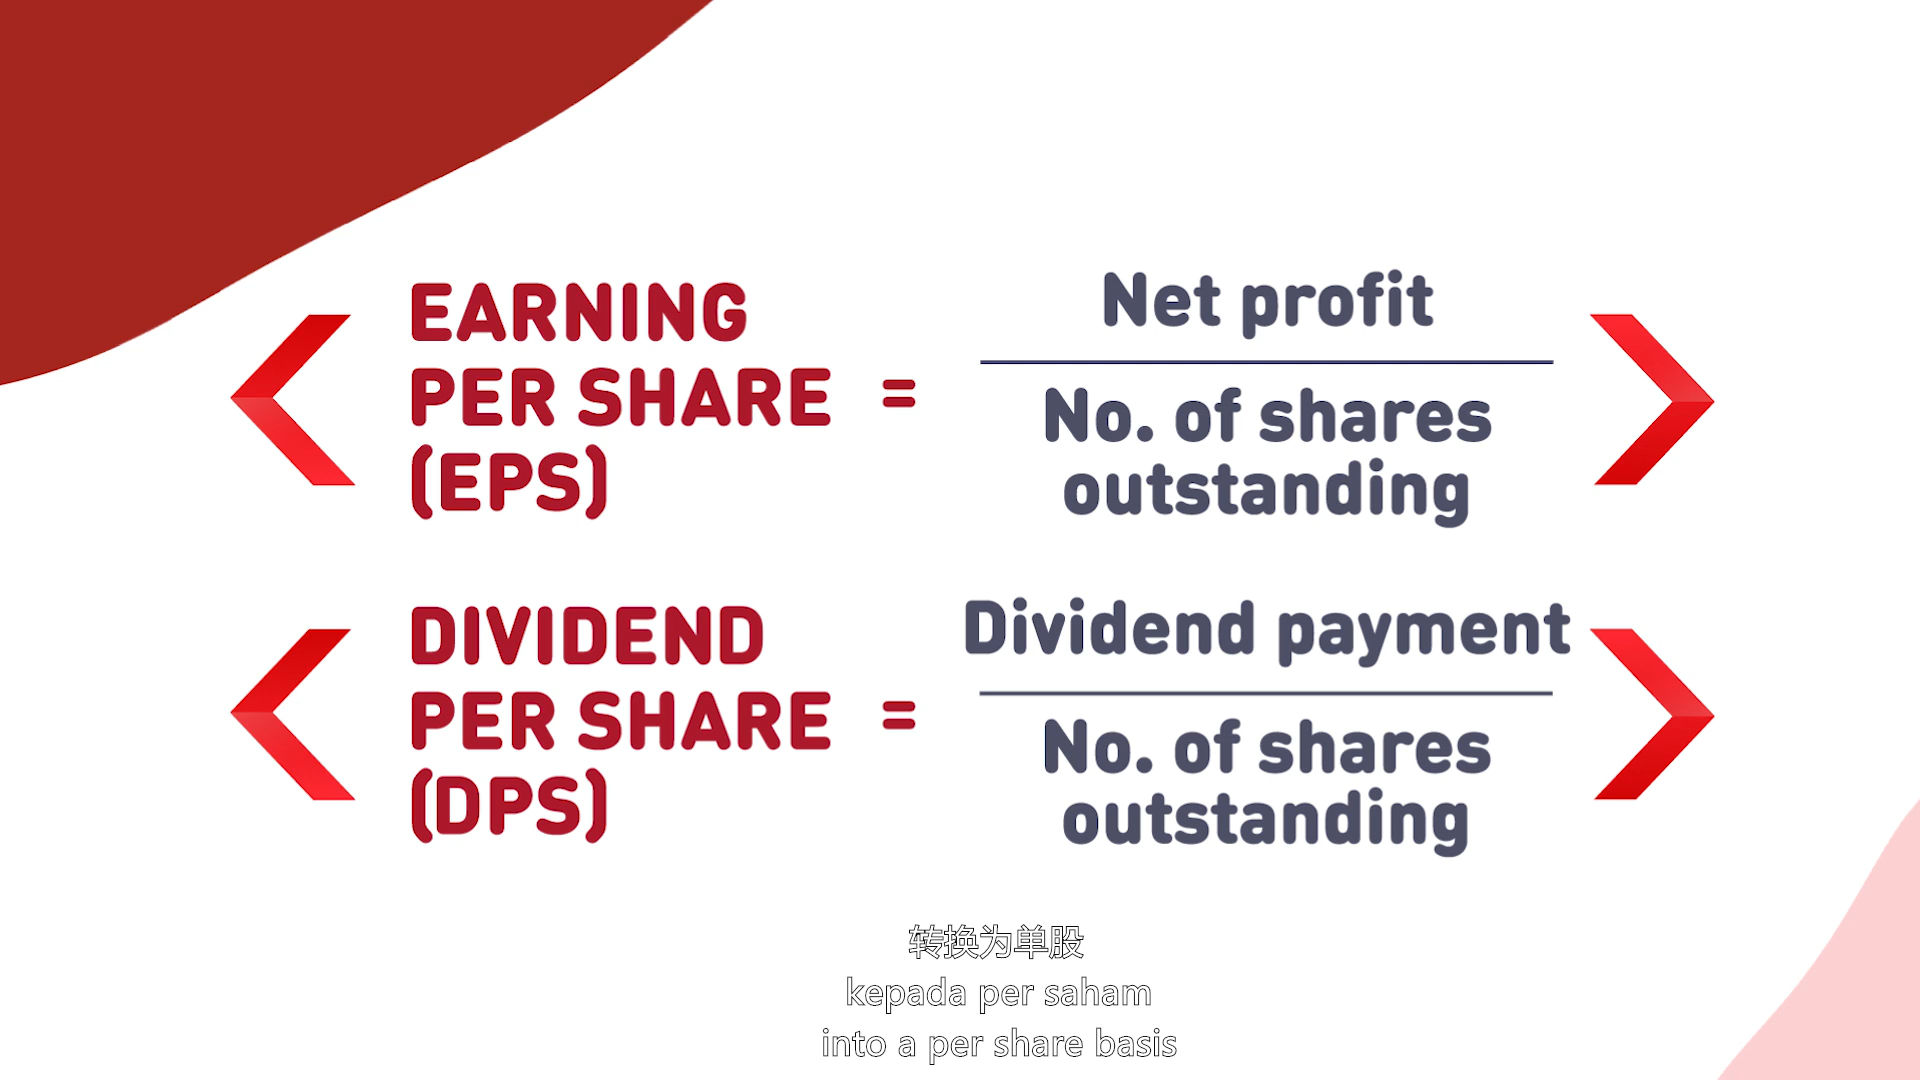 EARNING
PER SHARE =
(EPS)
Net profit
No. of shares
outstanding
DIVIDEND
PER SHARE =
(DPS)
Dividend payment
No. of shares
outstanding
转换为单股
kepada per saham
into a per share basis